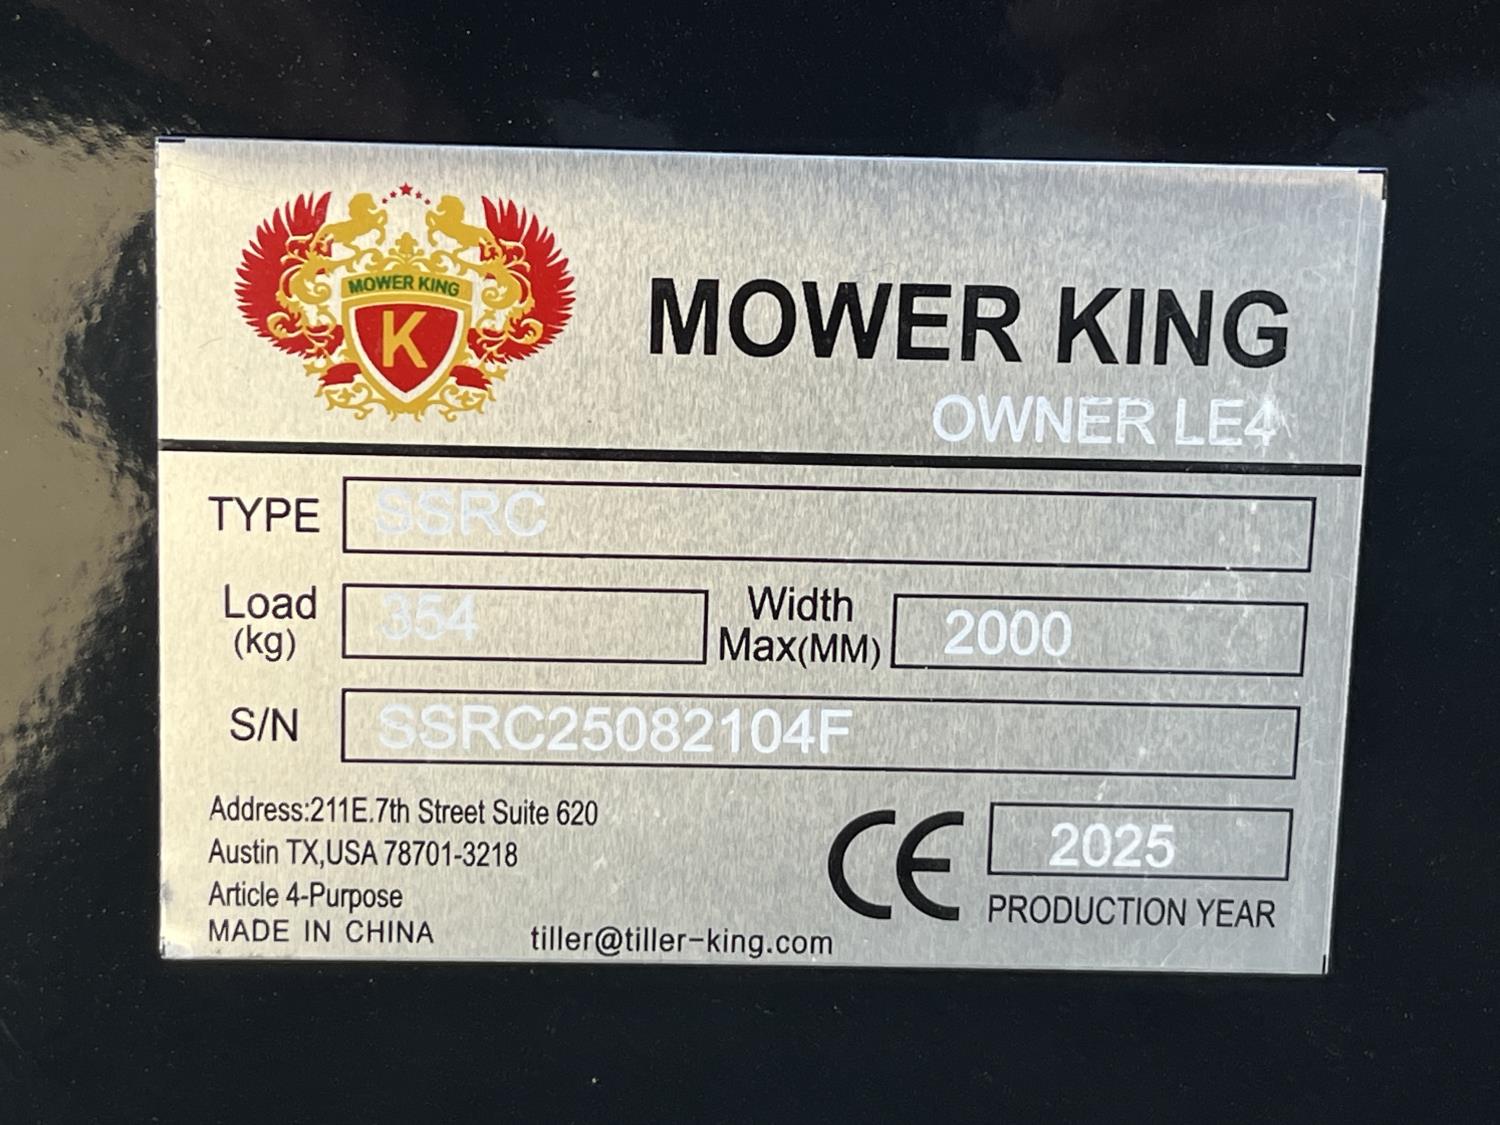 MOWER KING
K
MOWER KING
OWNER LE4
TYPE SSRC
Load (kg) 354 Width Max(MM) 2000
S/N SSRC25082104F
Address:211E.7th Street Suite 620
Austin TX,USA 78701-3218
Article 4-Purpose
MADE IN CHINA
tiller@tiller-king.com
CE 2025
PRODUCTION YEAR